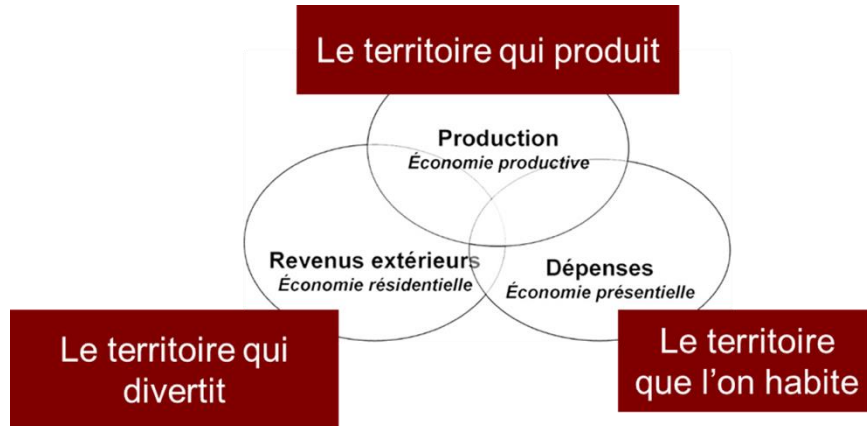 Le territoire qui produit
Production
Économie productive
Revenus extérieurs
Économie résidentielle
Dépenses
Économie présentielle
Le territoire qui
divertit
Le territoire
que l'on habite